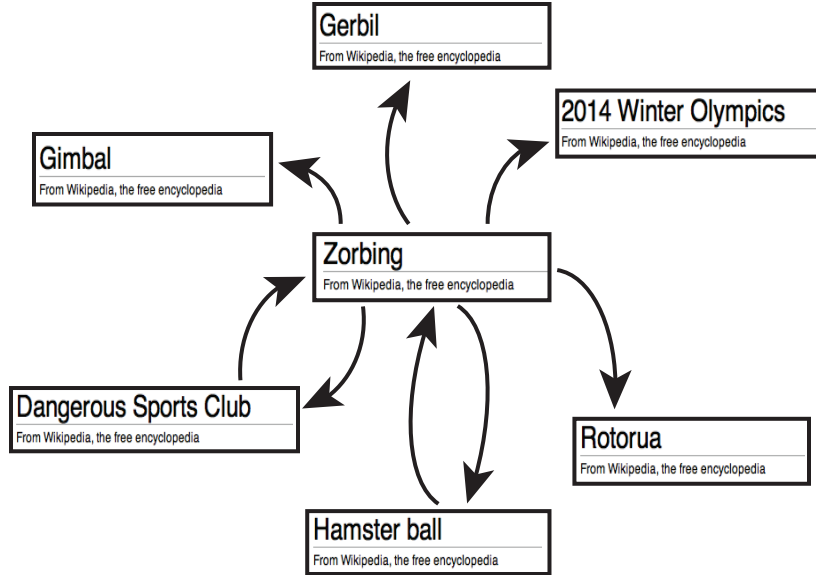 Gerbil
From Wikipedia, the free encyclopedia
2014 Winter Olympics
From Wikipedia, the free encyclopedia
Gimbal
From Wikipedia, the free encyclopedia
Zorbing
From Wikipedia, the free encyclopedia
Dangerous Sports Club
From Wikipedia, the free encyclopedia
Rotorua
From Wikipedia, the free encyclopedia
Hamster ball
From Wikipedia, the free encyclopedia